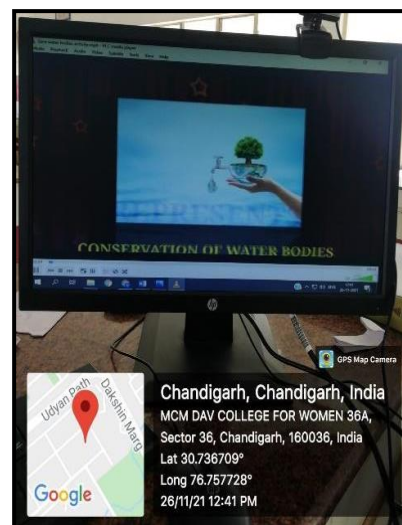 CONSERVATION OF WATER BODIES
hp
GPS Map Camera
Udyan Path
Dakshin Marg
Google
Chandigarh, Chandigarh, India
MCM DAV COLLEGE FOR WOMEN 36A,
Sector 36, Chandigarh, 160036, India
Lat 30.736709°
Long 76.757728°
26/11/21 12:41 PM